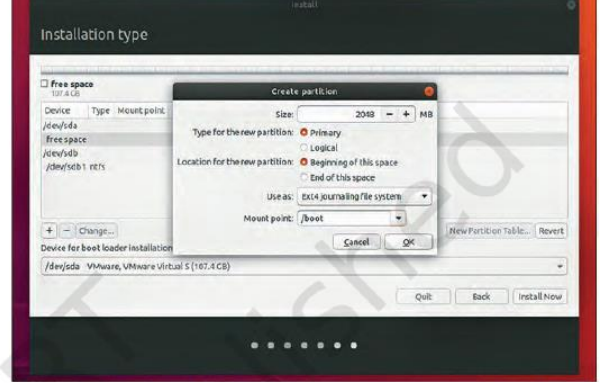 Install
Installation type
free space
107.4 GB
Device Type Mount point
/dev/sda
free space
/dev/sdb
/dev/sdb1 ntfs
+ - Change...
New Partition Table... Revert
Device for boot loader installation
/dev/sda VMware, VMware Virtual S (107.4 GB)
Quit Back Install Now
Create partition
Size: 2048 - + MB
Type for the new partition: Primary
Logical
Location for the new partition: Beginning of this space
End of this space
Use as: Ext4 journaling file system
Mount point: /boot
Cancel OK